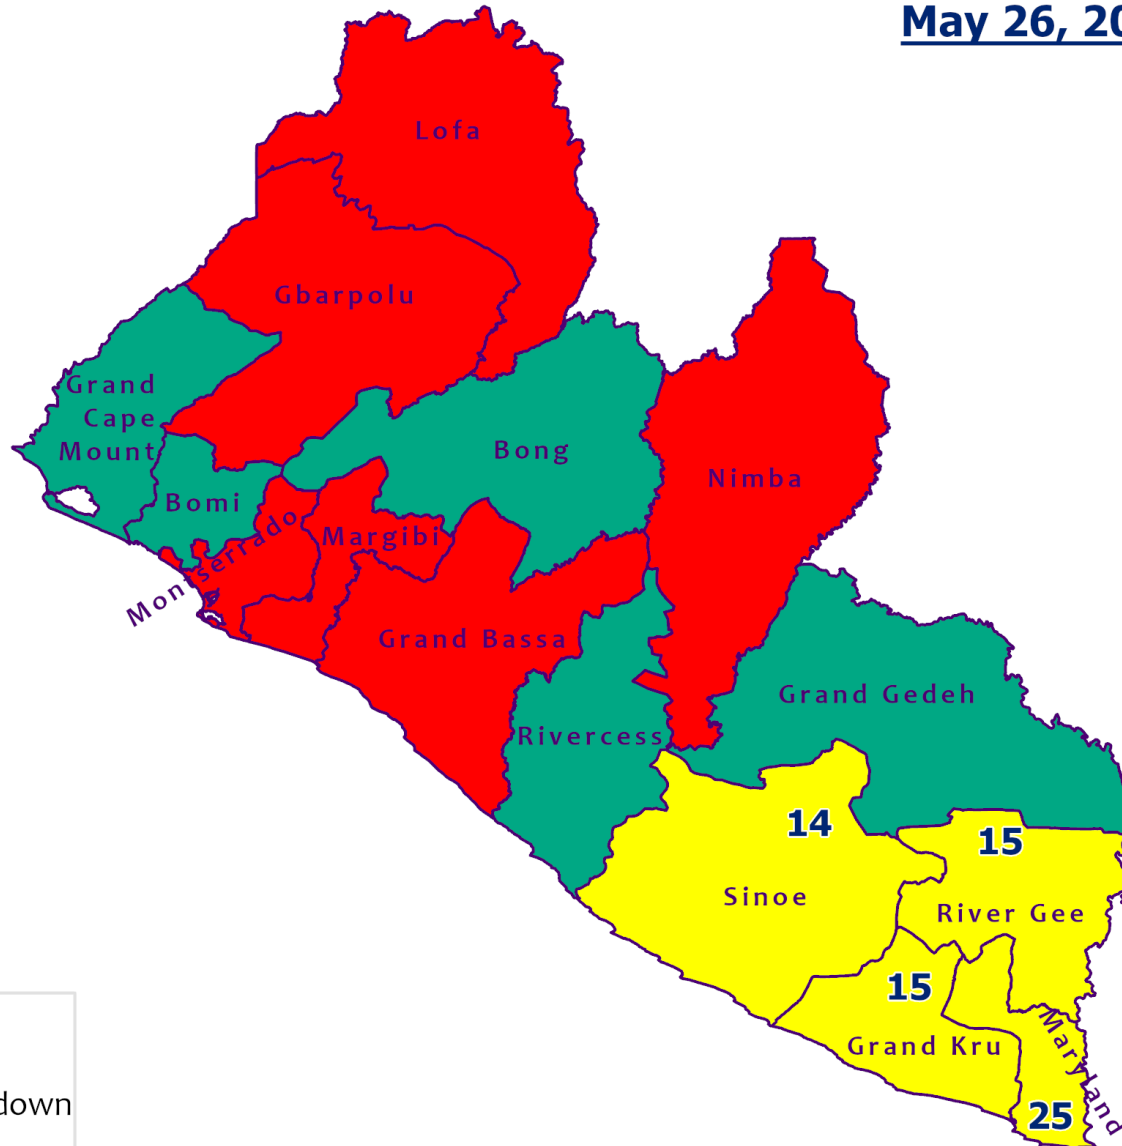 May 26, 20
Lofa
Gbarpolu
Grand
Cape
Mount
Bong
Nimba
Bomi
Montserrado
Margibi
Grand Bassa
Grand Gedeh
Rivercess
14
15
Sinoe
River Gee
15
Grand Kru
Maryland
25
down